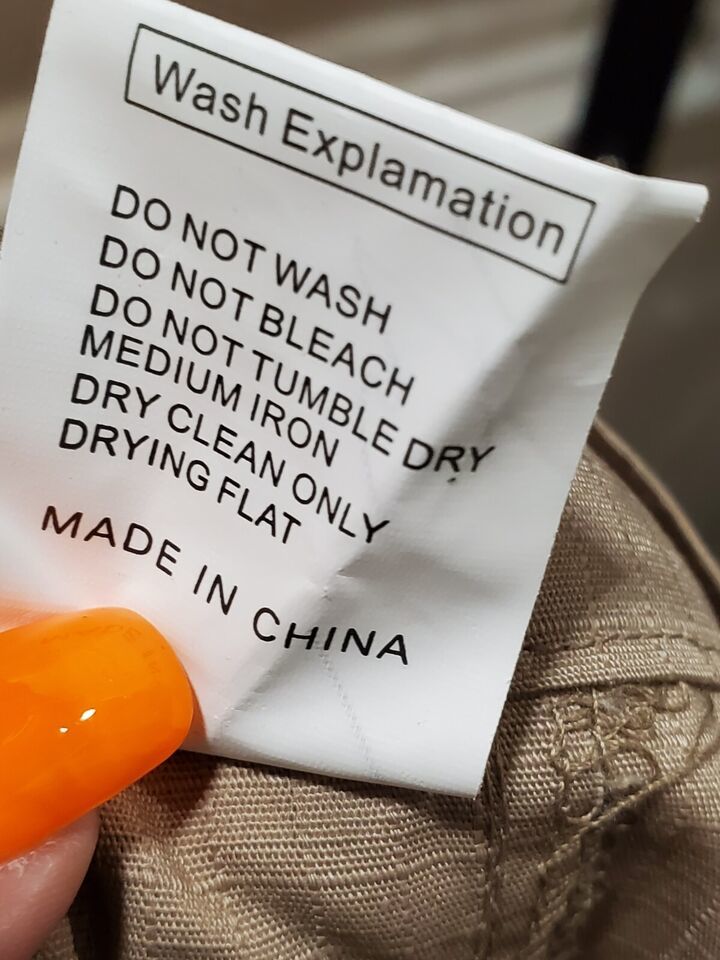 Wash Explamation
DO NOT WASH
DO NOT BLEACH
DO NOT TUMBLE DRY
MEDIUM IRON
DRY CLEAN ONLY
DRYING FLAT
MADE IN CHINA